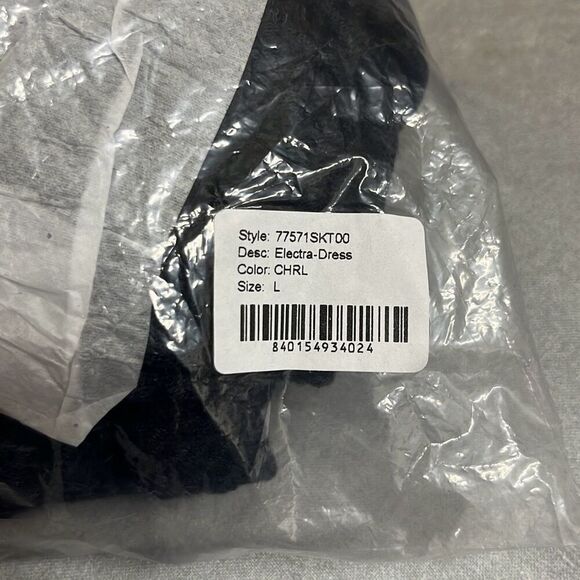 Style: 77571SKT00
Desc: Electra-Dress
Color: CHRL
Size: L
840154934024